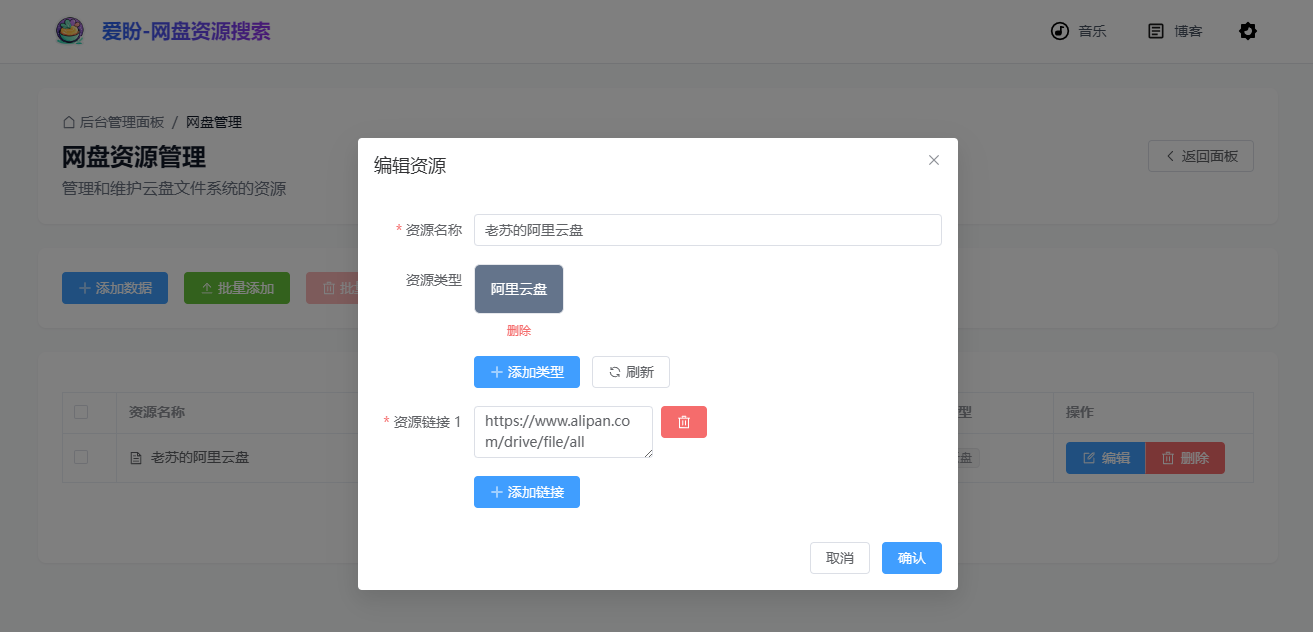 爱盼-网盘资源搜索
音乐
博客
后台管理面板 / 网盘管理
网盘资源管理
管理和维护云盘文件系统的资源
返回面板
添加数据
批量添加
批
编辑资源
* 资源名称
老苏的阿里云盘
资源类型
阿里云盘
删除
添加类型
刷新
* 资源链接 1
https://www.alipan.co
m/drive/file/all
添加链接
取消
确认
资源名称
型
操作
老苏的阿里云盘
盘
编辑
删除